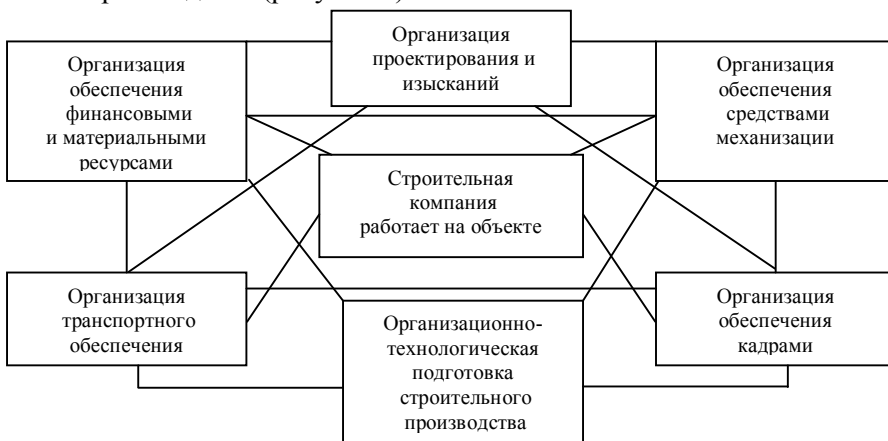 Организация
проектирования и
изысканий
Организация
обеспечения
финансовыми
и материальными
ресурсами
Организация
обеспечения
средствами
механизации
Строительная
компания
работает на объекте
Организация
транспортного
обеспечения
Организационно-
технологическая
подготовка
строительного
производства
Организация
обеспечения
кадрами